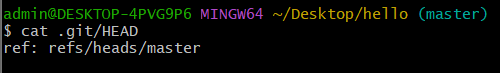 admin@DESKTOP-4PVG9P6 MINGW64 ~/Desktop/hello (master)
$ cat .git/HEAD
ref: refs/heads/master